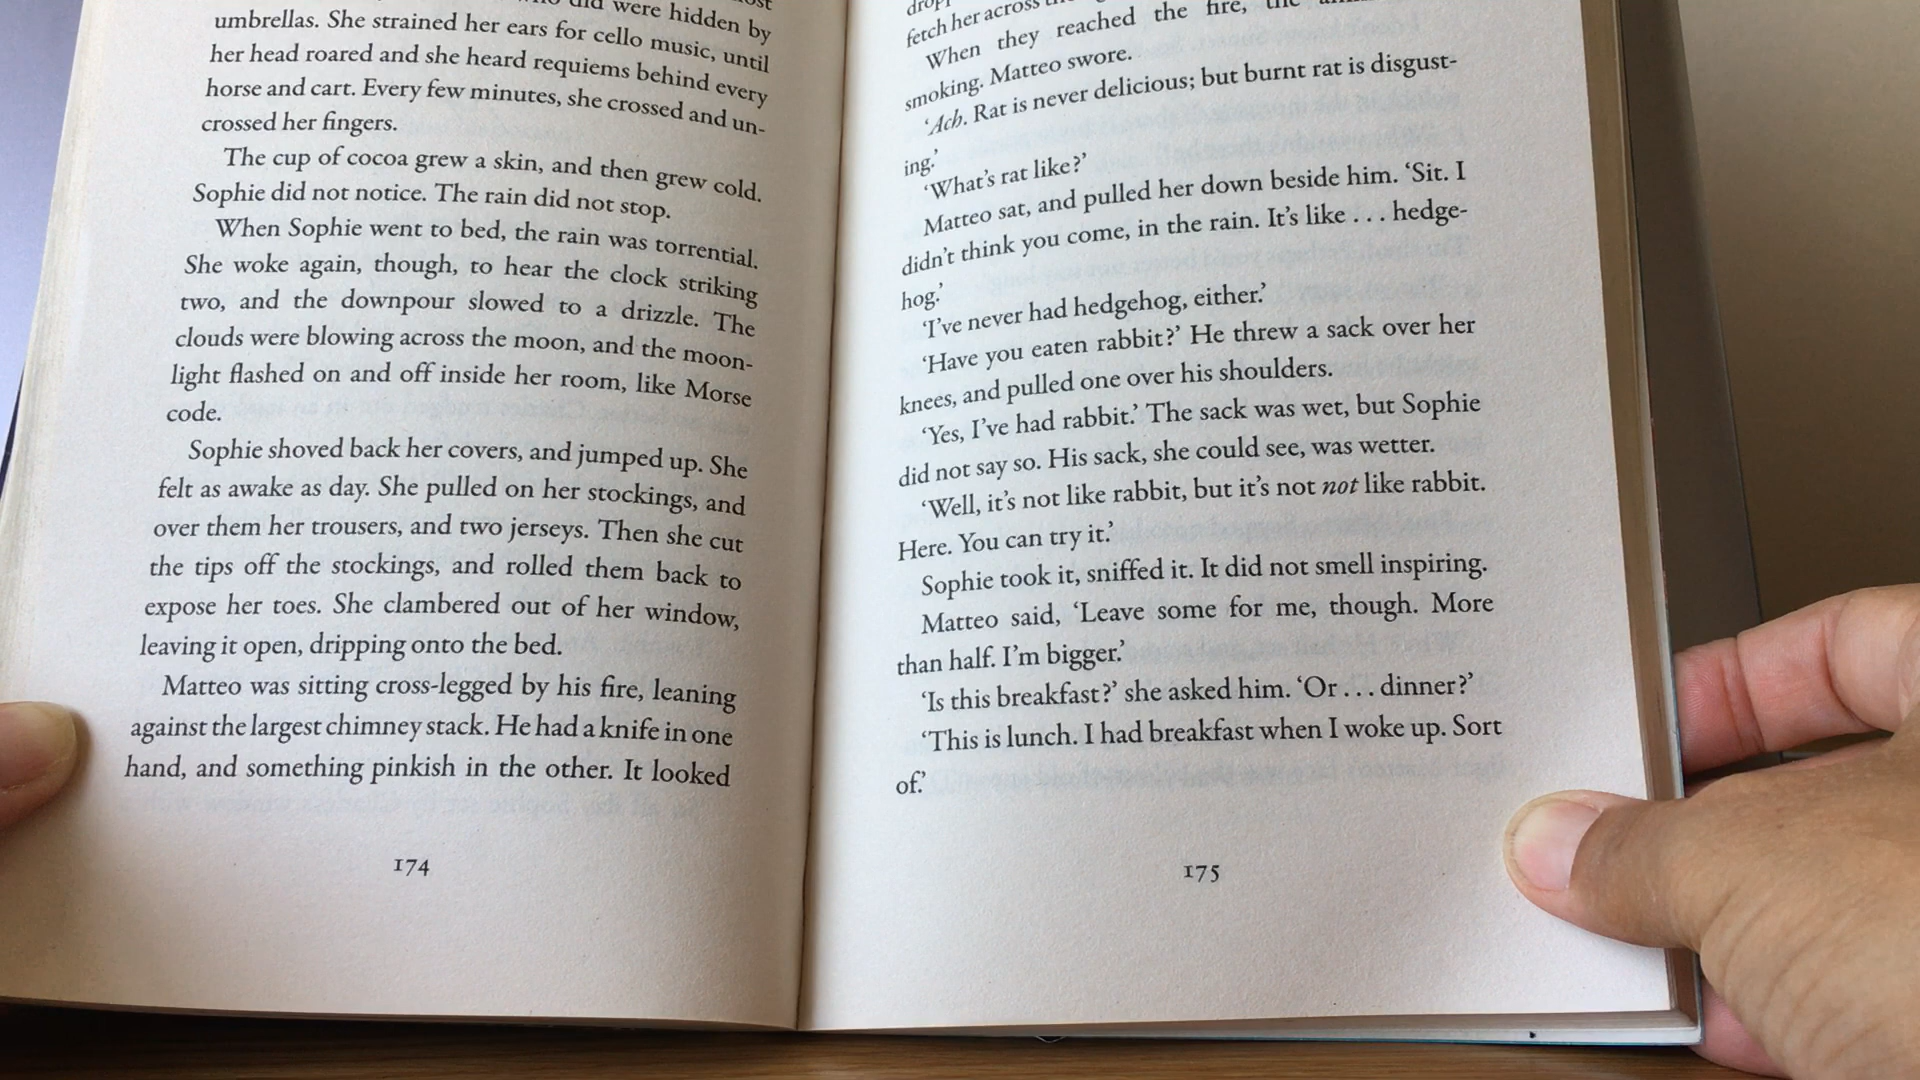 did were hidden by
umbrellas. She strained her ears for cello music, until
her head roared and she heard requiems behind every
horse and cart. Every few minutes, she crossed and un-
crossed her fingers.
The cup of cocoa grew a skin, and then grew cold.
Sophie did not notice. The rain did not stop.
When Sophie went to bed, the rain was torrential.
She woke again, though, to hear the clock striking
two, and the downpour slowed to a drizzle. The
clouds were blowing across the moon, and the moon-
light flashed on and off inside her room, like Morse
code.
Sophie shoved back her covers, and jumped up. She
felt as awake as day. She pulled on her stockings, and
over them her trousers, and two jerseys. Then she cut
the tips off the stockings, and rolled them back to
expose her toes. She clambered out of her window,
leaving it open, dripping onto the bed.
Matteo was sitting cross-legged by his fire, leaning
against the largest chimney stack. He had a knife in one
hand, and something pinkish in the other. It looked
174
fetch her across
When they reached the fire,
smoking. Matteo swore.
‘Ach. Rat is never delicious; but burnt rat is disgust-
ing.’
‘What’s rat like?’
Matteo sat, and pulled her down beside him. ‘Sit. I
didn’t think you come, in the rain. It’s like . . . hedge-
hog.’
‘I’ve never had hedgehog, either.’
‘Have you eaten rabbit?’ He threw a sack over her
knees, and pulled one over his shoulders.
‘Yes, I’ve had rabbit.’ The sack was wet, but Sophie
did not say so. His sack, she could see, was wetter.
‘Well, it’s not like rabbit, but it’s not not like rabbit.
Here. You can try it.’
Sophie took it, sniffed it. It did not smell inspiring.
Matteo said, ‘Leave some for me, though. More
than half. I’m bigger.’
‘Is this breakfast?’ she asked him. ‘Or . . . dinner?’
‘This is lunch. I had breakfast when I woke up. Sort
of.’
175